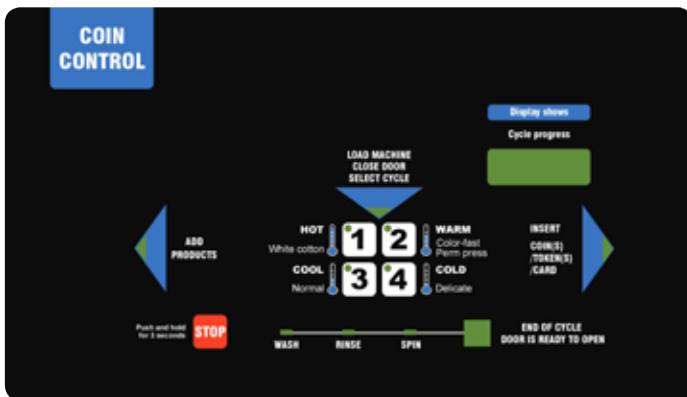 COIN
CONTROL
Display shows
Cycle progress
LOAD MACHINE
CLOSE DOOR
SELECT CYCLE
ADD
PRODUCTS
HOT
White cotton
1
2
WARM
Color-fast
Perm press
COOL
Normal
3
4
COLD
Delicate
INSERT
COIN(S)
/TOKEN(S)
/CARD
Push and hold
for 3 seconds
STOP
WASH
RINSE
SPIN
END OF CYCLE
DOOR IS READY TO OPEN